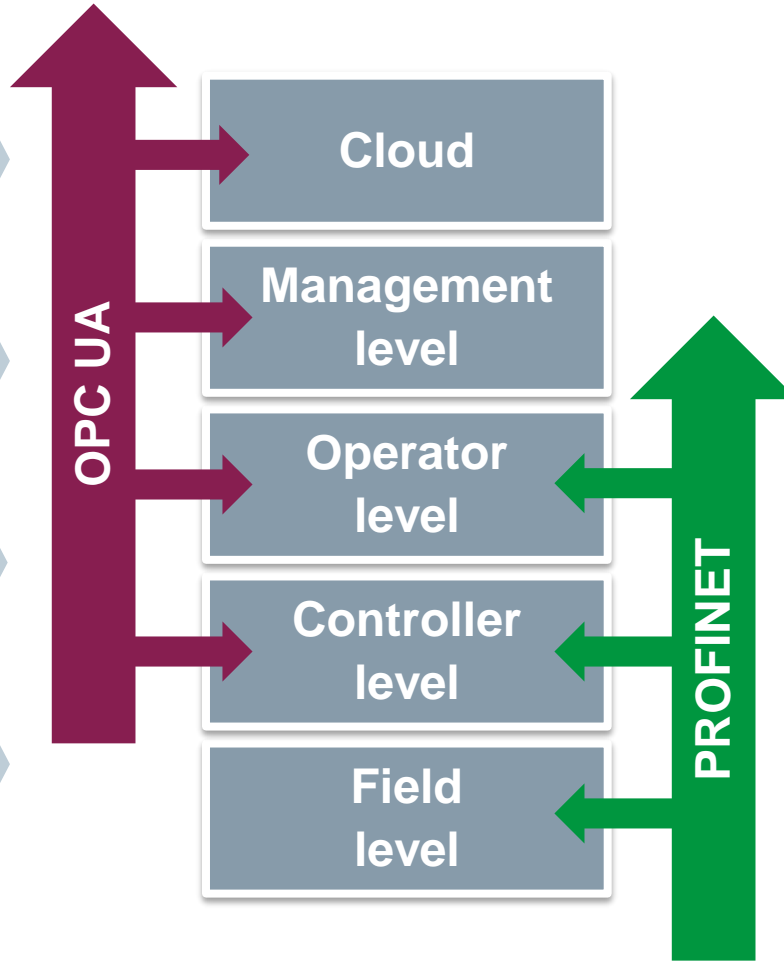 Cloud
Management
level
OPC UA
Operator
level
Controller
level
PROFINET
Field
level